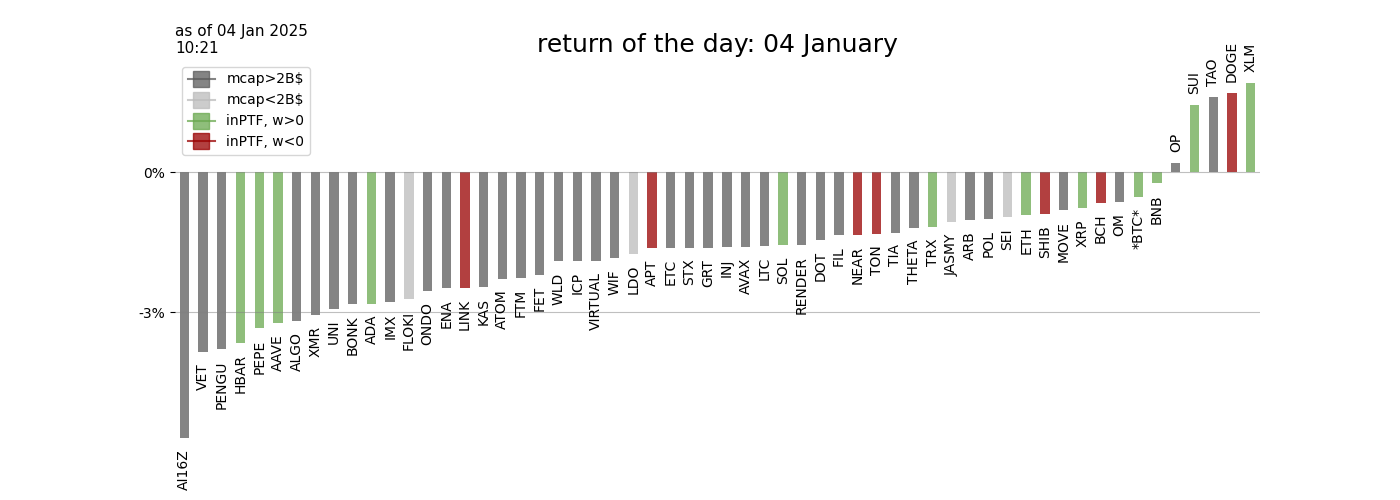 as of 04 Jan 2025
10:21
return of the day: 04 January
mcap>2B$
mcap<2B$
inPTF, w>0
inPTF, w<0
0%
-3%
AI16Z
VET
PENGU
HBAR
PEPE
AAVE
ALGO
XMR
UNI
BONK
ADA
IMX
FLOKI
ONDO
ENA
LINK
KAS
ATOM
FTM
FET
WLD
ICP
VIRTUAL
WIF
LDO
APT
ETC
STX
GRT
INJ
AVAX
LTC
SOL
RENDER
DOT
FIL
NEAR
TON
TIA
THETA
TRX
JASMY
ARB
POL
SEI
ETH
SHIB
MOVE
XRP
BCH
OM
*BTC*
BNB
OP
SUI
TAO
DOGE
XLM